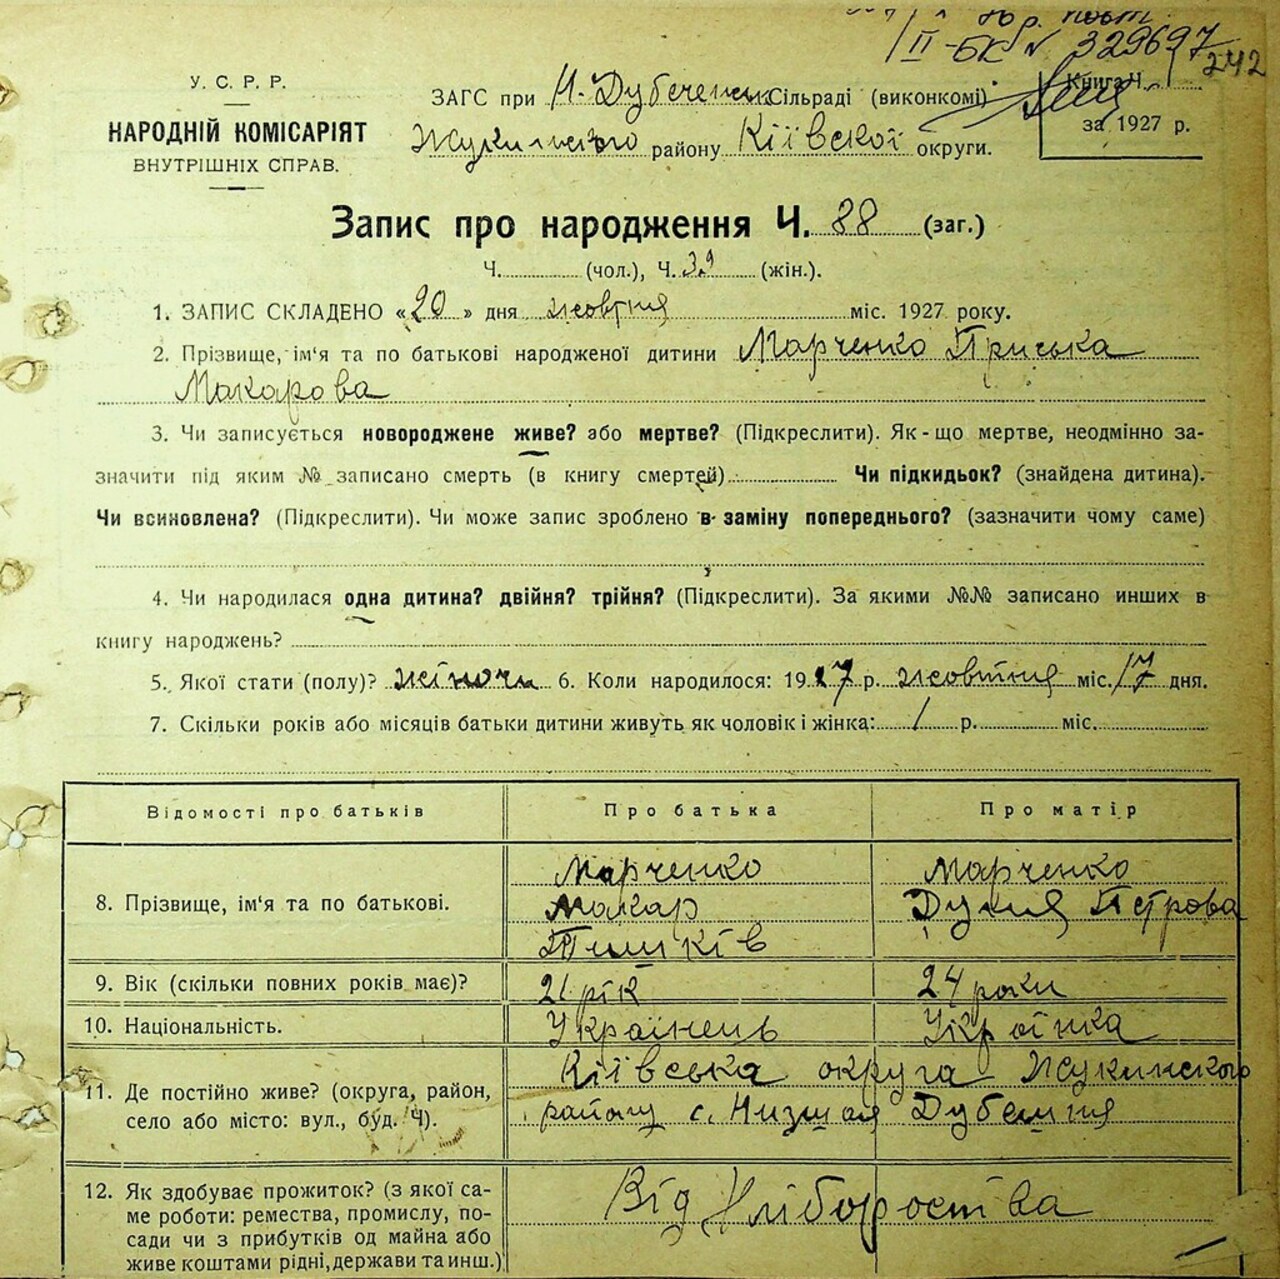 II-БК № 329697
242
У. С. Р. Р.
НАРОДНІЙ КОМІСАРІЯТ
ВНУТРІШНІХ СПРАВ.
ЗАГС при Н. Дубеченск Сільраді (виконкомі)
Жукинського району Київської округи.
Книга Ч.
за 1927 р.
Запис про народження Ч. 88 (заг.)
Ч. (чол.), Ч. 39 (жін.).
1. ЗАПИС СКЛАДЕНО «20» дня жовтня міс. 1927 року.
2. Прізвище, ім'я та по батькові народженої дитини Марченко Приська
Макарова
3. Чи записується новороджене живе? або мертве? (Підкреслити). Як-що мертве, неодмінно за-
значити під яким № записано смерть (в книгу смертей) Чи підкидьок? (знайдена дитина).
Чи всиновлена? (Підкреслити). Чи може запис зроблено в заміну попереднього? (зазначити чому саме)
4. Чи народилася одна дитина? двійня? трійня? (Підкреслити). За якими №№ записано инших в
книгу народжень?
5. Якої стати (полу)? жіночи 6. Коли народилося: 1927 р. жовтня міс. 17 дня.
7. Скільки років або місяців батьки дитини живуть як чоловік і жінка: 1 р. міс.
Відомості про батьків Про батька Про матір
8. Прізвище, ім'я та по батькові. Марченко Марченко
Макар Дукия Петрова
Пиликів
9. Вік (скільки повних років має)? 21 рік 24 роки
10. Національність. Українець Українка
11. Де постійно живе? (округа, район, Київська округа Жукинского
село або місто: вул., буд. Ч). району с. Низшая Дубешня
12. Як здобуває прожиток? (з якої са- Від Хлібороства
ме роботи: ремества, промислу, по-
сади чи з прибутків од майна або
живе коштами рідні, держави та инш.)